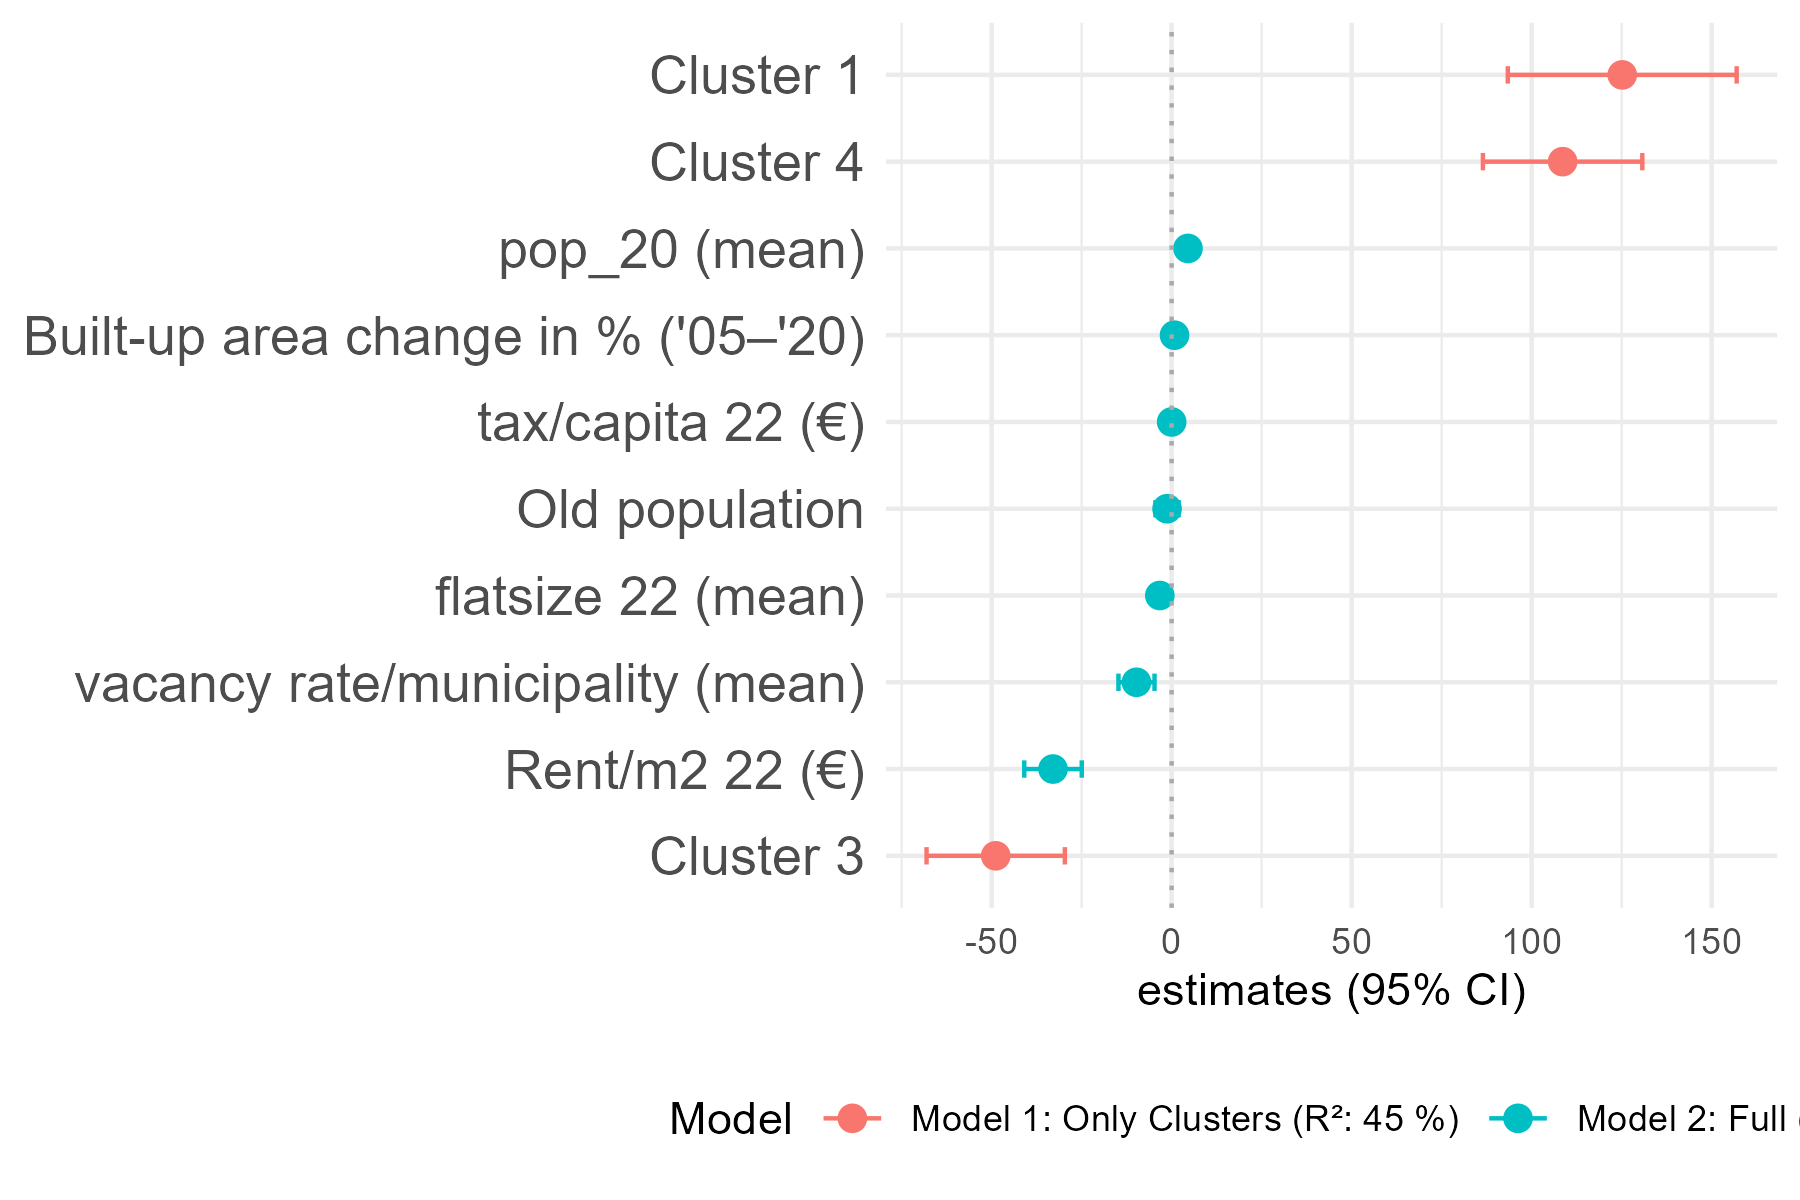 Cluster 1
Cluster 4
pop_20 (mean)
Built-up area change in % ('05–'20)
tax/capita 22 (€)
Old population
flatsize 22 (mean)
vacancy rate/municipality (mean)
Rent/m2 22 (€)
Cluster 3
-50 0 50 100 150
estimates (95% CI)
Model Model 1: Only Clusters (R²: 45 %) Model 2: Full